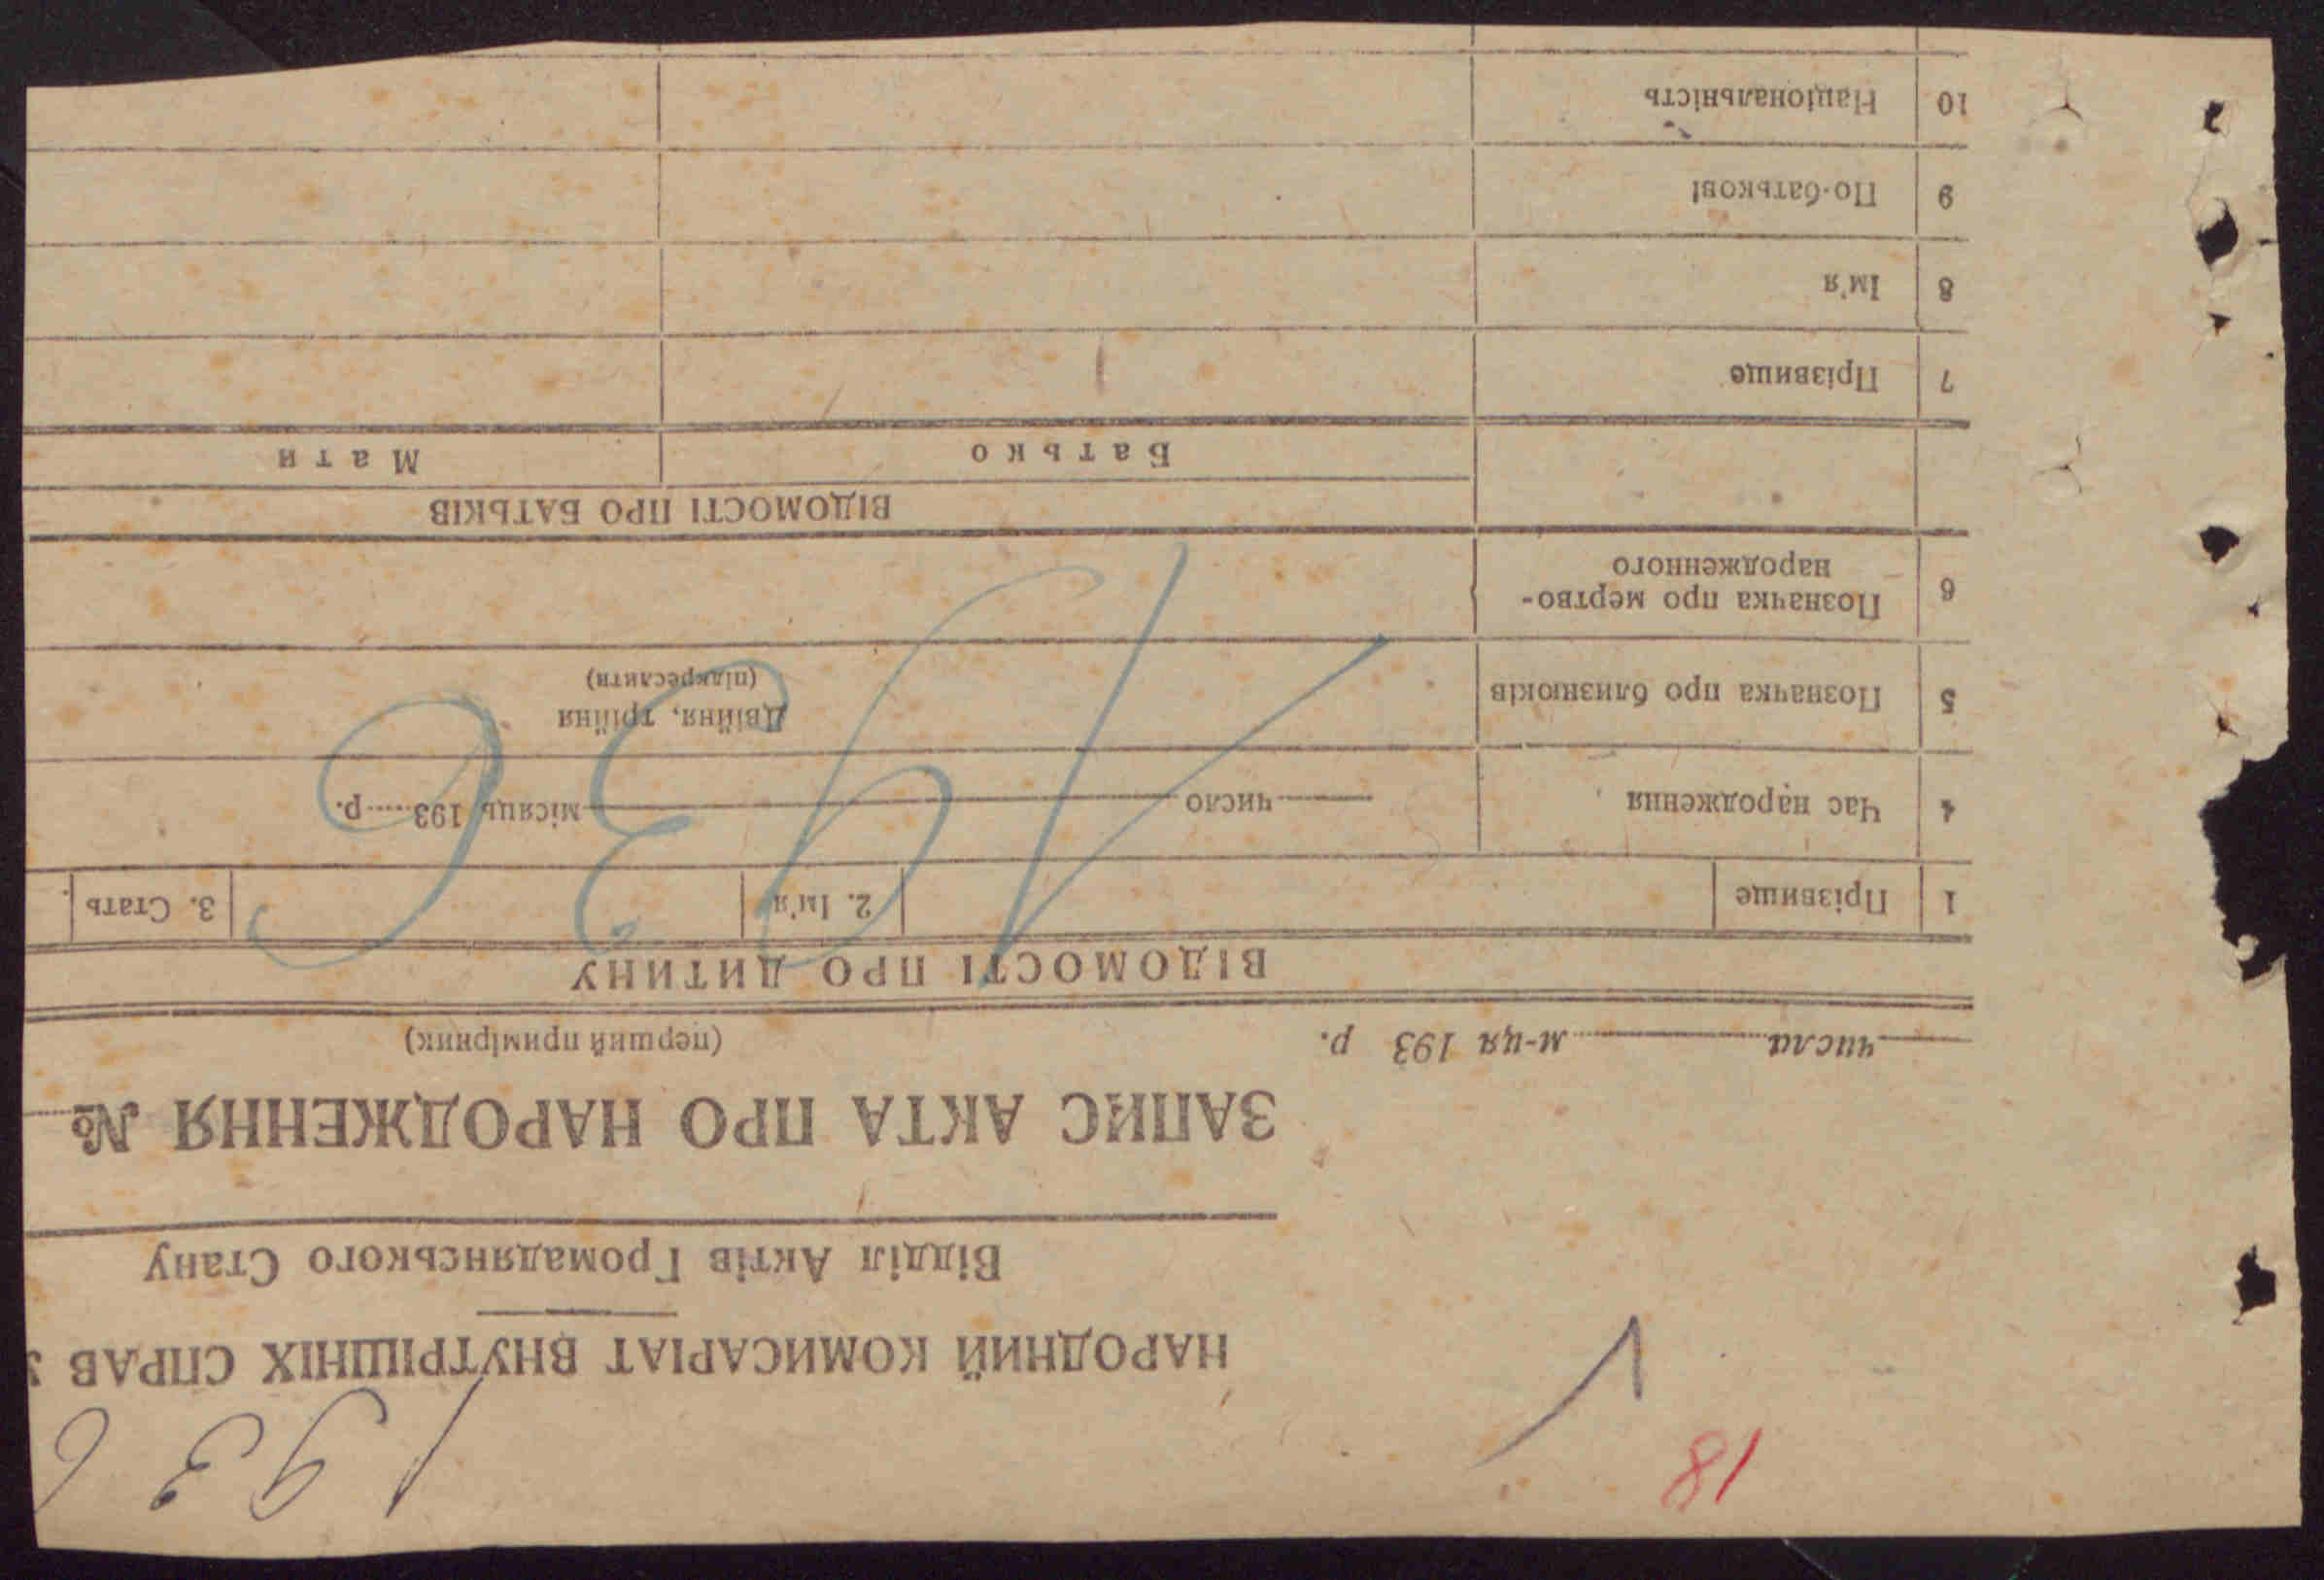 18
1936
НАРОДНИЙ КОМИСАРІАТ ВНУТРІШНІХ СПРАВ
Відділ Актів Громадянського Стану
ЗАПИС АКТА ПРО НАРОДЖЕННЯ №
числа м-ця 193 р.
(перший примірник)
ВІДОМОСТІ ПРО ДИТИНУ
1 Прізвище 2. Ім'я 3. Стать
4 Час народження число місяць 193 р.
1936
5 Позначка про близнюків Двійня, трійня
(підкреслити)
6 Позначка про мертво-
народженного
ВІДОМОСТІ ПРО БАТЬКІВ
Батько Мати
7 Прізвище
8 Ім'я
9 По-батькові
10 Національність